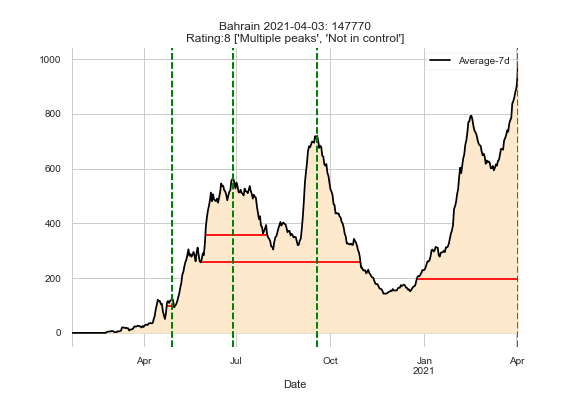 Bahrain 2021-04-03: 147770
Rating:8 ['Multiple peaks', 'Not in control']
Average-7d
1000
800
600
400
200
0
Apr
Jul
Oct
Jan
2021
Apr
Date